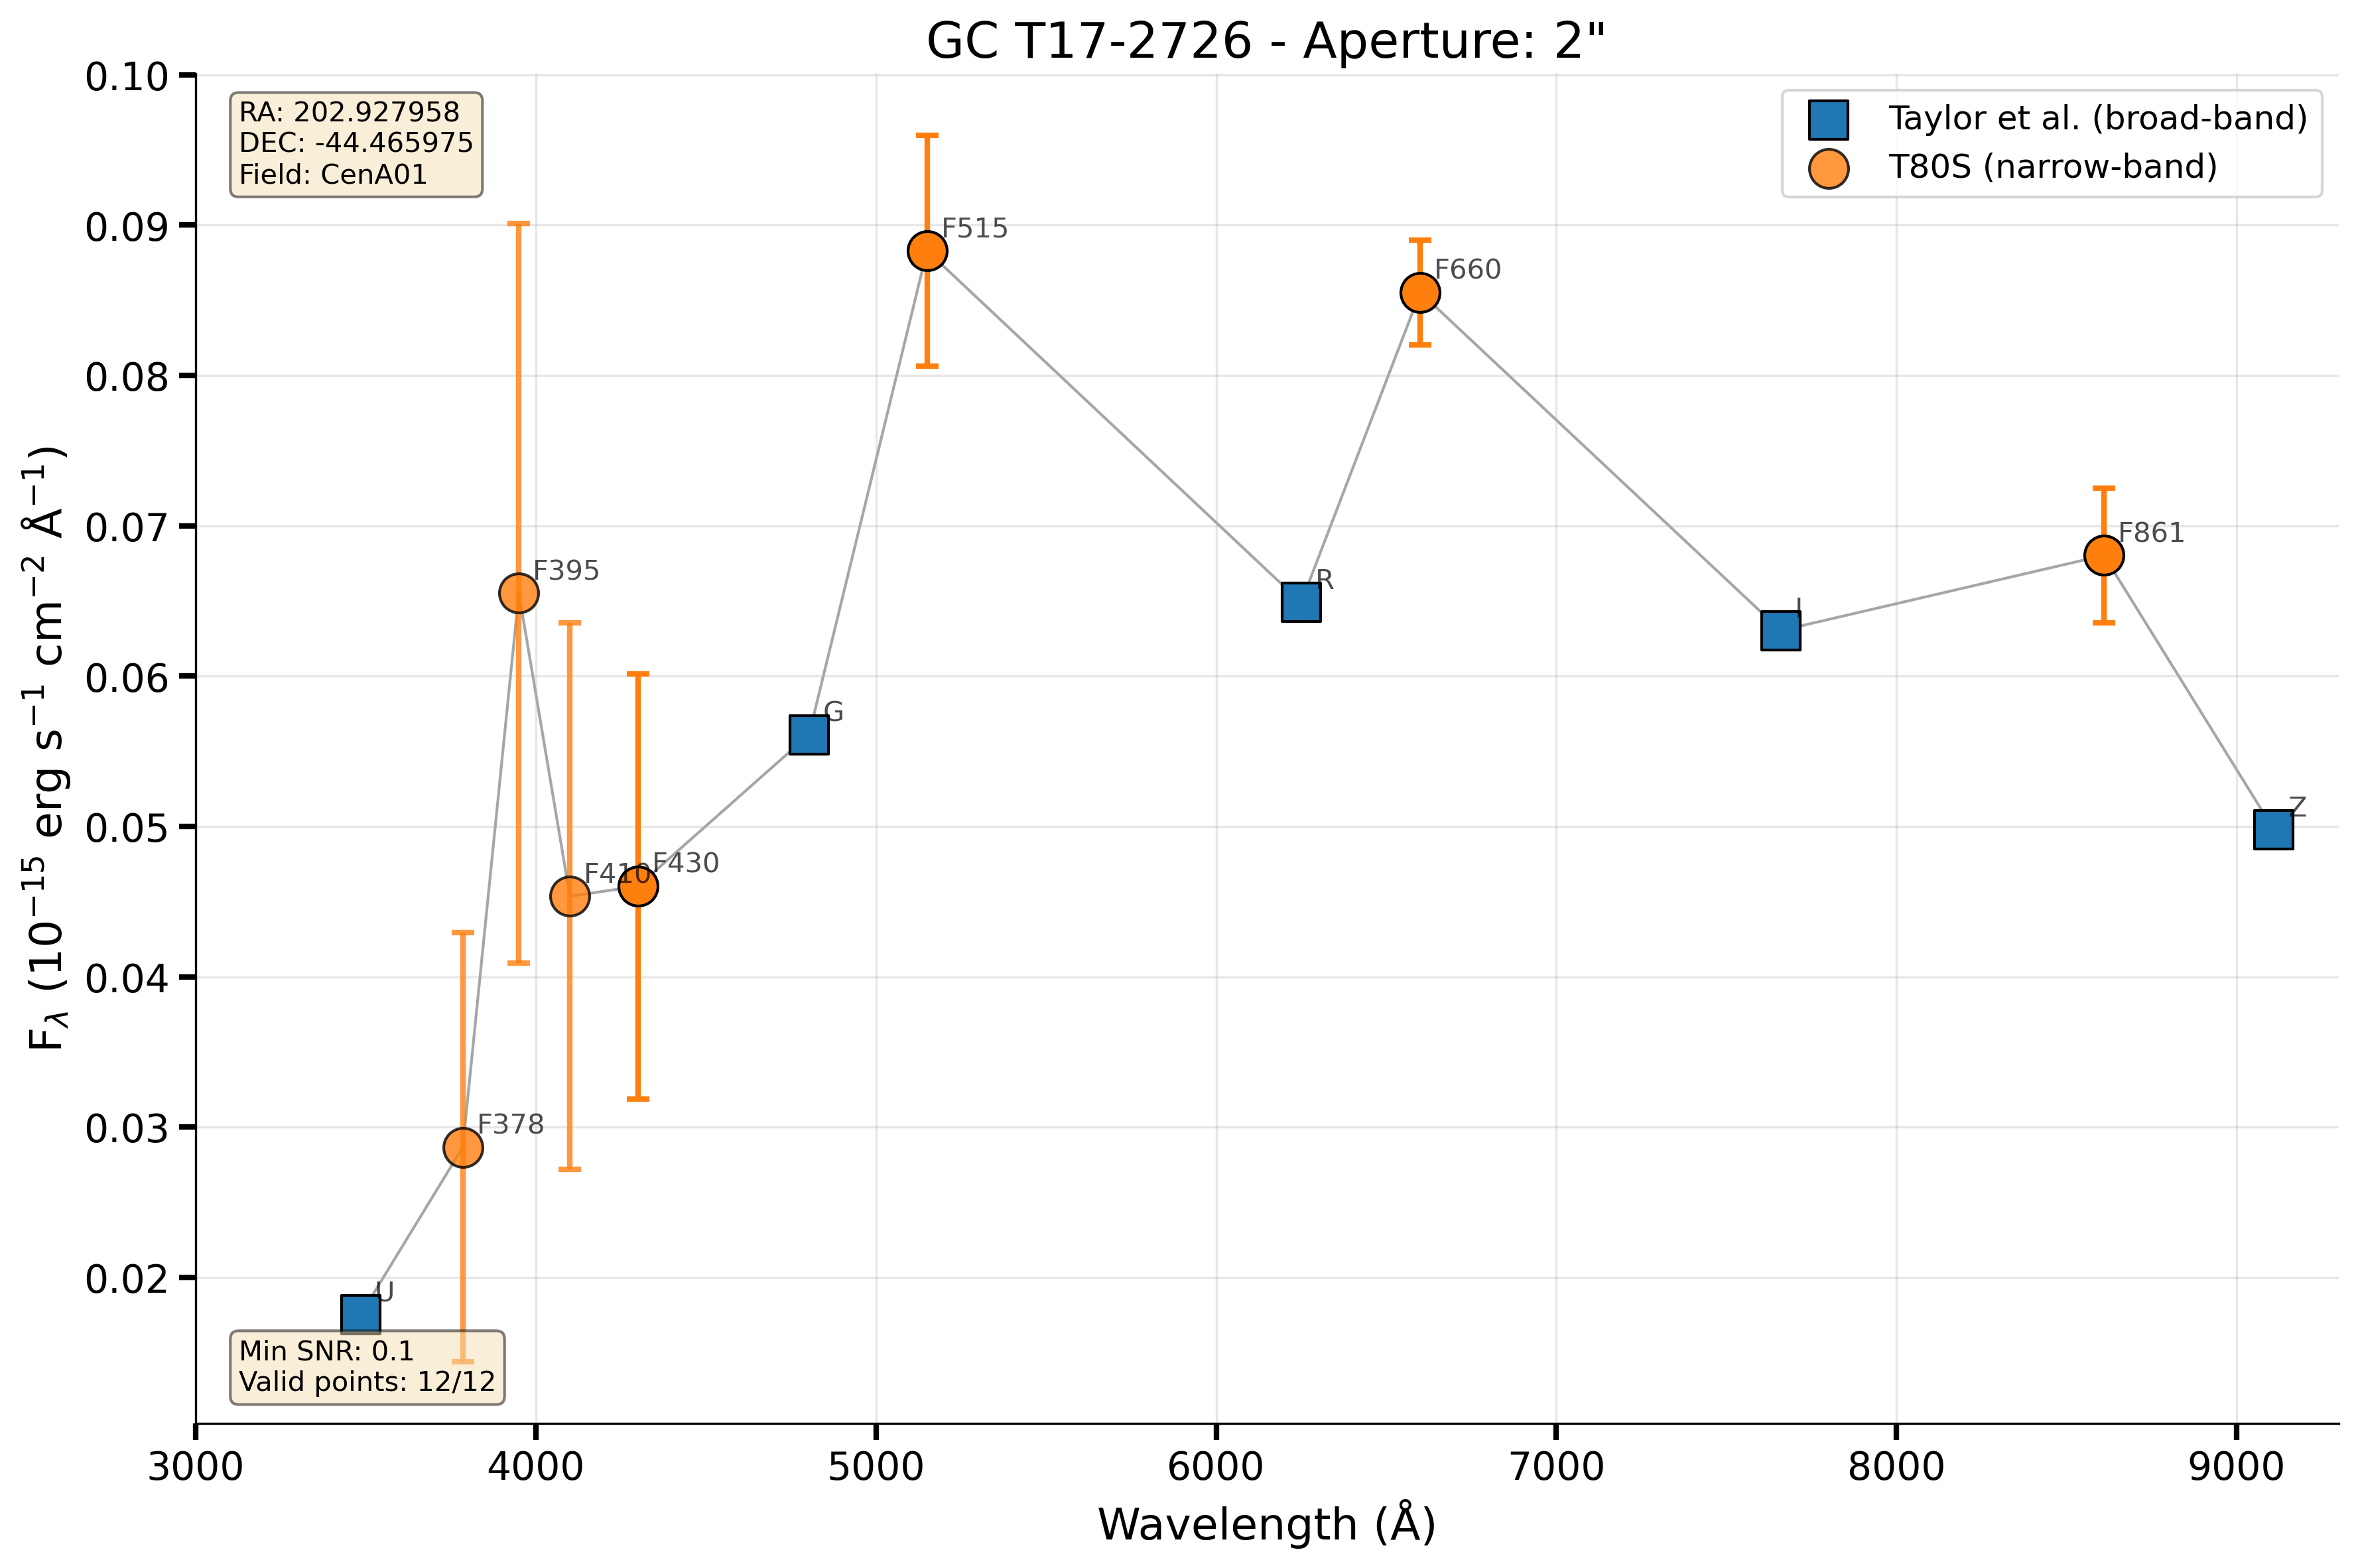 GC T17-2726 - Aperture: 2"
RA: 202.927958
DEC: -44.465975
Field: CenA01
Taylor et al. (broad-band)
T80S (narrow-band)
0.10
0.09
0.08
0.07
0.06
0.05
0.04
0.03
0.02
F515
F660
F395
R
I
F861
G
F410
F430
Z
F378
U
Min SNR: 0.1
Valid points: 12/12
3000 4000 5000 6000 7000 8000 9000
Wavelength (Å)
F_λ (10⁻¹⁵ erg s⁻¹ cm⁻² Å⁻¹)